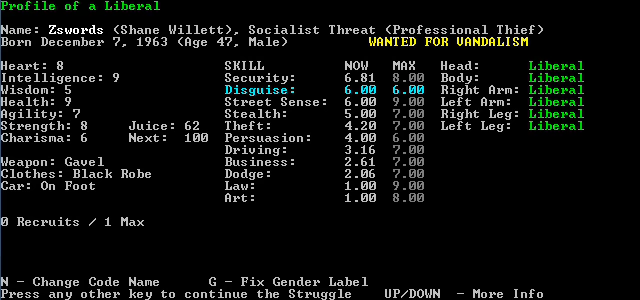 Profile of a Liberal
Name: Zswords (Shane Willett), Socialist Threat (Professional Thief)
Born December 7, 1963 (Age 47, Male) WANTED FOR VANDALISM
Heart: 8 SKILL NOW MAX Head: Liberal
Intelligence: 9 Security: 6.81 8.00 Body: Liberal
Wisdom: 5 Disguise: 6.00 6.00 Right Arm: Liberal
Health: 9 Street Sense: 6.00 9.00 Left Arm: Liberal
Agility: 7 Stealth: 5.00 7.00 Right Leg: Liberal
Strength: 8 Juice: 62 Theft: 4.20 7.00 Left Leg: Liberal
Charisma: 6 Next: 100 Persuasion: 4.00 6.00
Driving: 3.16 7.00
Weapon: Gavel Business: 2.61 7.00
Clothes: Black Robe Dodge: 2.06 7.00
Car: On Foot Law: 1.00 9.00
Art: 1.00 8.00
0 Recruits / 1 Max
N - Change Code Name G - Fix Gender Label
Press any other key to continue the Struggle UP/DOWN - More Info